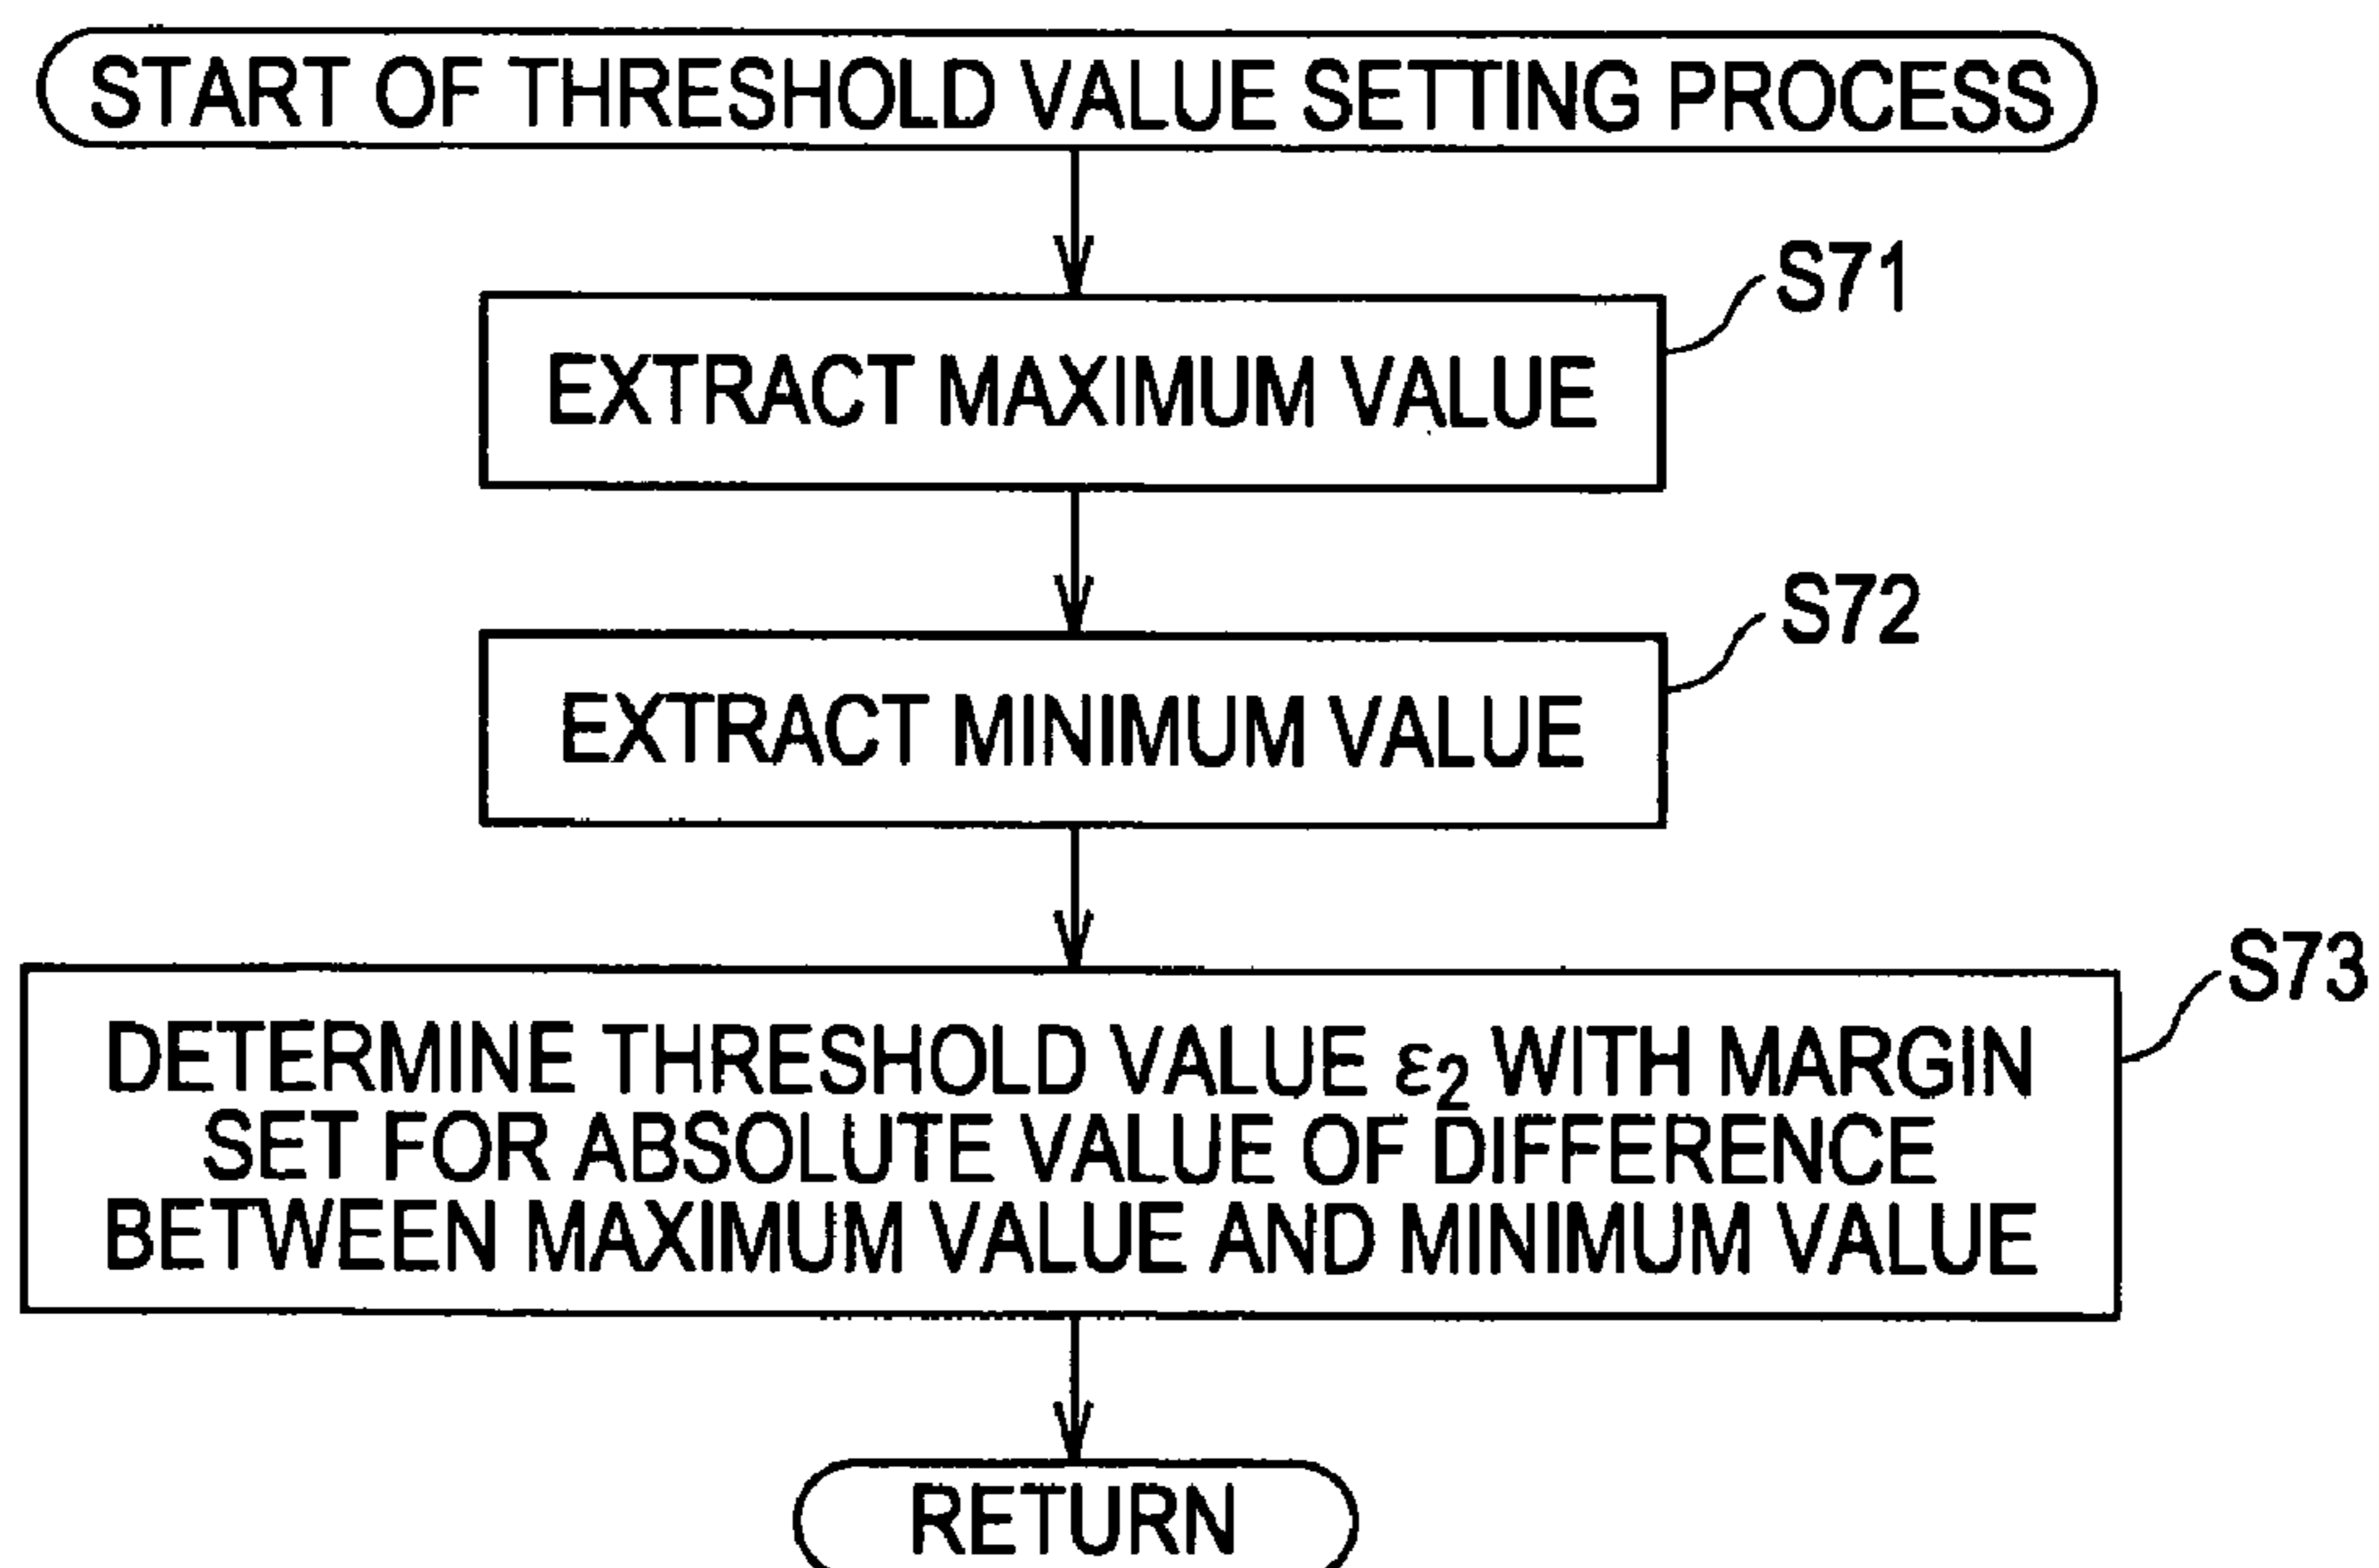 START OF THRESHOLD VALUE SETTING PROCESS
S71
EXTRACT MAXIMUM VALUE
S72
EXTRACT MINIMUM VALUE
S73
DETERMINE THRESHOLD VALUE ε2 WITH MARGIN
SET FOR ABSOLUTE VALUE OF DIFFERENCE
BETWEEN MAXIMUM VALUE AND MINIMUM VALUE
RETURN